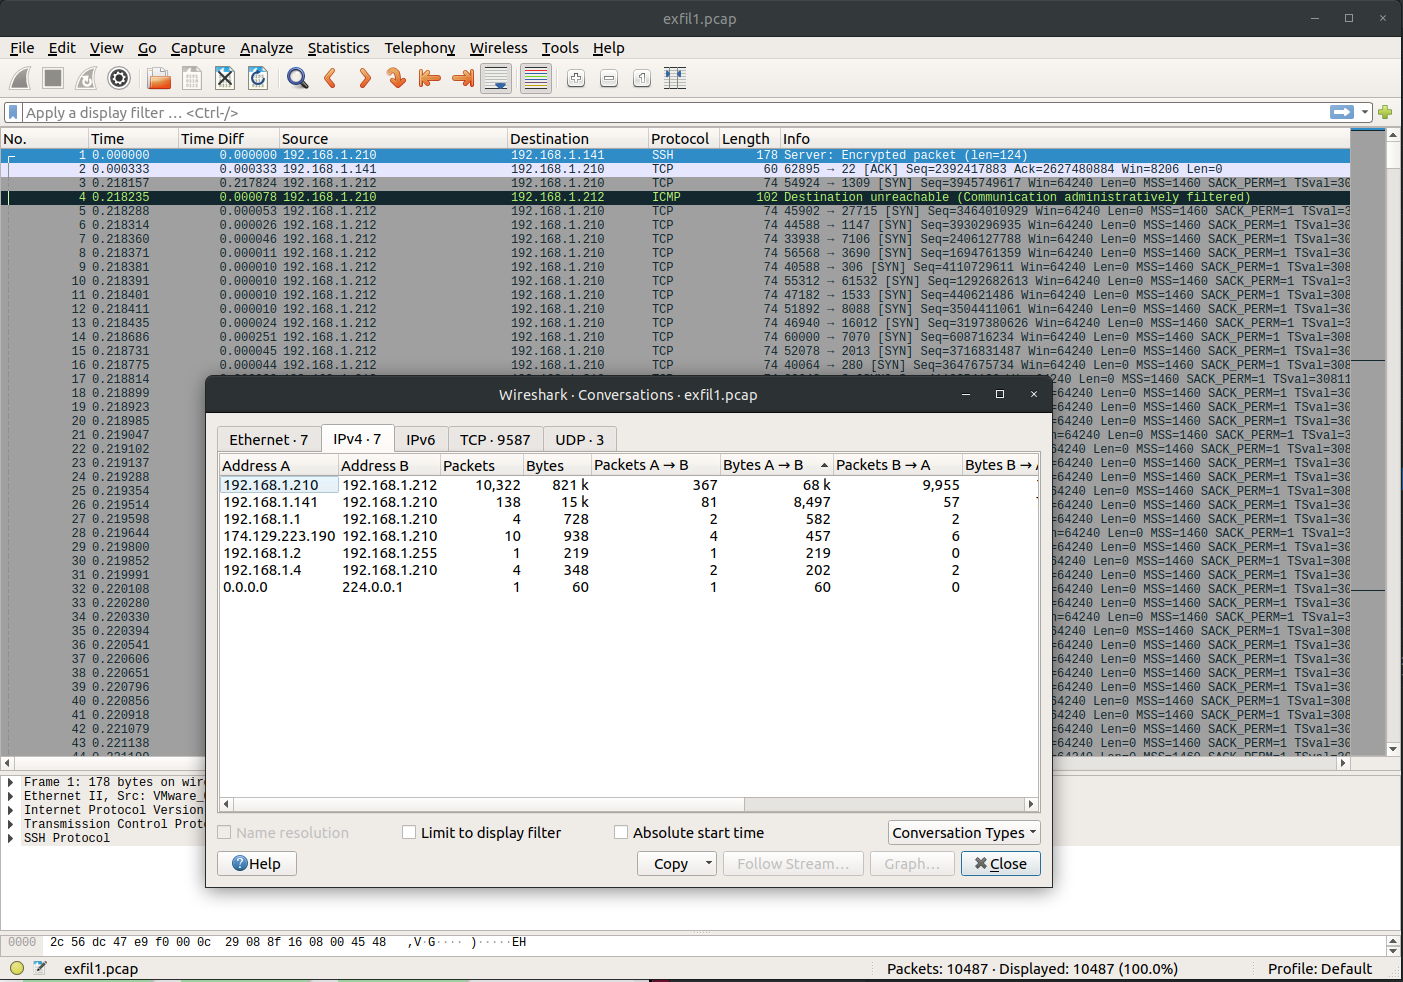 exfil1.pcap
File Edit View Go Capture Analyze Statistics Telephony Wireless Tools Help
Apply a display filter … <Ctrl-/>
No. Time Time Diff Source Destination Protocol Length Info
1 0.000000 0.000000 192.168.1.210 192.168.1.141 SSH 178 Server: Encrypted packet (len=124)
2 0.000333 0.000333 192.168.1.141 192.168.1.210 TCP 60 62895 → 22 [ACK] Seq=2392417883 Ack=2627480884 Win=8206 Len=0
3 0.218157 0.217824 192.168.1.212 192.168.1.210 TCP 74 54924 → 1309 [SYN] Seq=3945749617 Win=64240 Len=0 MSS=1460 SACK_PERM=1 TSval=3
4 0.218235 0.000078 192.168.1.210 192.168.1.212 ICMP 102 Destination unreachable (Communication administratively filtered)
5 0.218288 0.000053 192.168.1.212 192.168.1.210 TCP 74 45902 → 27715 [SYN] Seq=3464010929 Win=64240 Len=0 MSS=1460 SACK_PERM=1 TSval=3
6 0.218314 0.000026 192.168.1.212 192.168.1.210 TCP 74 44588 → 1147 [SYN] Seq=3930296935 Win=64240 Len=0 MSS=1460 SACK_PERM=1 TSval=30
7 0.218360 0.000046 192.168.1.212 192.168.1.210 TCP 74 33938 → 7106 [SYN] Seq=2406127788 Win=64240 Len=0 MSS=1460 SACK_PERM=1 TSval=30
8 0.218371 0.000011 192.168.1.212 192.168.1.210 TCP 74 56568 → 3690 [SYN] Seq=1694761359 Win=64240 Len=0 MSS=1460 SACK_PERM=1 TSval=30
9 0.218381 0.000010 192.168.1.212 192.168.1.210 TCP 74 40588 → 306 [SYN] Seq=4110729611 Win=64240 Len=0 MSS=1460 SACK_PERM=1 TSval=308
10 0.218391 0.000010 192.168.1.212 192.168.1.210 TCP 74 55312 → 61532 [SYN] Seq=1292682613 Win=64240 Len=0 MSS=1460 SACK_PERM=1 TSval=3
11 0.218401 0.000010 192.168.1.212 192.168.1.210 TCP 74 47182 → 1533 [SYN] Seq=440621486 Win=64240 Len=0 MSS=1460 SACK_PERM=1 TSval=308
12 0.218411 0.000010 192.168.1.212 192.168.1.210 TCP 74 51892 → 8088 [SYN] Seq=3504411061 Win=64240 Len=0 MSS=1460 SACK_PERM=1 TSval=30
13 0.218435 0.000024 192.168.1.212 192.168.1.210 TCP 74 46940 → 16012 [SYN] Seq=3197380626 Win=64240 Len=0 MSS=1460 SACK_PERM=1 TSval=3
14 0.218686 0.000251 192.168.1.212 192.168.1.210 TCP 74 60000 → 7070 [SYN] Seq=608716234 Win=64240 Len=0 MSS=1460 SACK_PERM=1 TSval=308
15 0.218731 0.000045 192.168.1.212 192.168.1.210 TCP 74 52078 → 2013 [SYN] Seq=3716831487 Win=64240 Len=0 MSS=1460 SACK_PERM=1 TSval=30
16 0.218775 0.000044 192.168.1.212 192.168.1.210 TCP 74 40064 → 280 [SYN] Seq=3647675734 Win=64240 Len=0 MSS=1460 SACK_PERM=1 TSval=308
17 0.218814 240 Len=0 MSS=1460 SACK_PERM=1 TSval=30811
18 0.218899 =64240 Len=0 MSS=1460 SACK_PERM=1 TSval=30
19 0.218923
20 0.218985
21 0.219047
22 0.219102
23 0.219137
24 0.219288
25 0.219354
26 0.219514
27 0.219598
28 0.219644
29 0.219800
30 0.219852
31 0.219991
32 0.220108
33 0.220280
34 0.220330
35 0.220394
36 0.220541
37 0.220606
38 0.220651
39 0.220796
40 0.220856
41 0.220918
42 0.221079
43 0.221138
Wireshark · Conversations · exfil1.pcap
Ethernet · 7 IPv4 · 7 IPv6 TCP · 9587 UDP · 3
Address A Address B Packets Bytes Packets A → B Bytes A → B Packets B → A Bytes B →
192.168.1.210 192.168.1.212 10,322 821 k 367 68 k 9,955
192.168.1.141 192.168.1.210 138 15 k 81 8,497 57
192.168.1.1 192.168.1.210 4 728 2 582 2
174.129.223.190 192.168.1.210 10 938 4 457 6
192.168.1.2 192.168.1.255 1 219 1 219 0
192.168.1.4 192.168.1.210 4 348 2 202 2
0.0.0.0 224.0.0.1 1 60 1 60 0
Name resolution Limit to display filter Absolute start time Conversation Types
Help Copy Follow Stream… Graph… Close
Frame 1: 178 bytes on wir
Ethernet II, Src: VMware_
Internet Protocol Version
Transmission Control Prot
SSH Protocol
0000 2c 56 dc 47 e9 f0 00 0c 29 08 8f 16 08 00 45 48 ,V·G···· )·····EH
exfil1.pcap Packets: 10487 · Displayed: 10487 (100.0%) Profile: Default